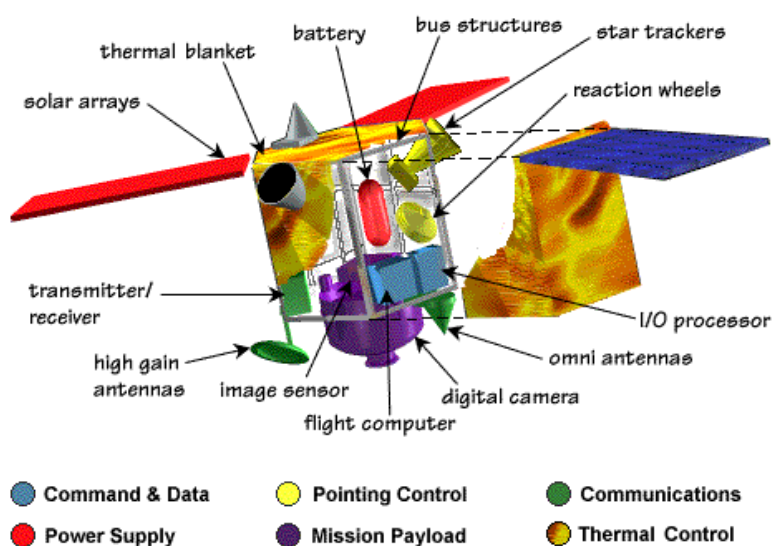 thermal blanket
battery
bus structures
star trackers
solar arrays
reaction wheels
transmitter/
receiver
I/O processor
high gain
antennas
image sensor
omni antennas
digital camera
flight computer
Command & Data
Pointing Control
Communications
Power Supply
Mission Payload
Thermal Control